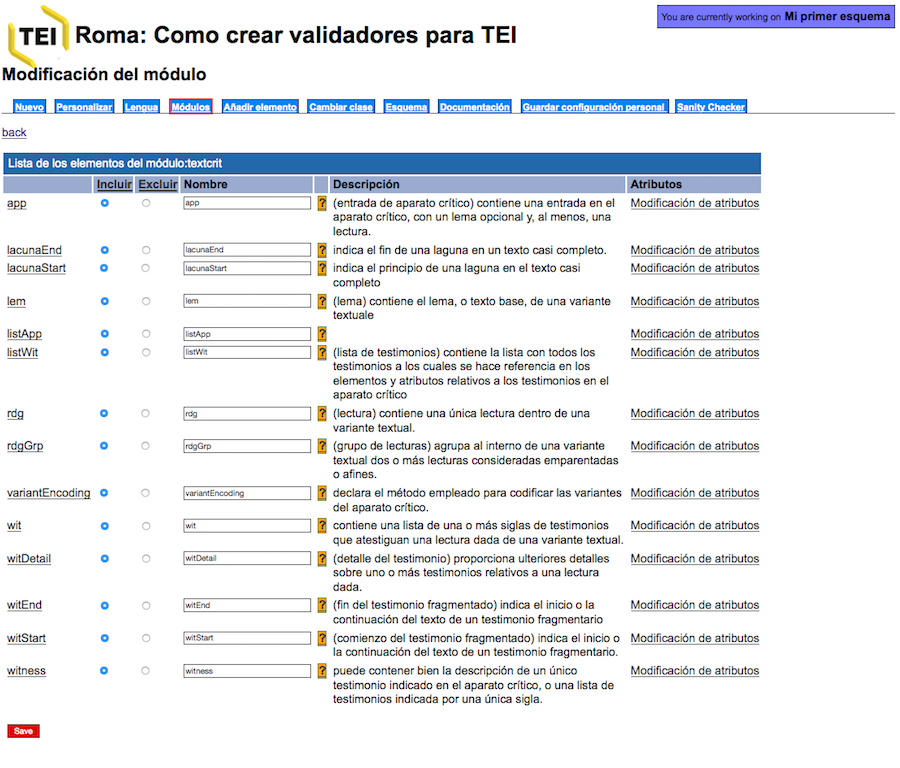 You are currently working on Mi primer esquema
TEI Roma: Como crear validadores para TEI
Modificación del módulo
Nuevo Personalizar Lengua Módulos Añadir elemento Cambiar clase Esquema Documentación Guardar configuración personal Sanity Checker
back
Lista de los elementos del módulo:textcrit
Incluir Excluir Nombre Descripción Atributos
app app ? (entrada de aparato crítico) contiene una entrada en el Modificación de atributos
aparato crítico, con un lema opcional y, al menos, una
lectura.
lacunaEnd lacunaEnd ? indica el fin de una laguna en un texto casi completo. Modificación de atributos
lacunaStart lacunaStart ? indica el principio de una laguna en el texto casi Modificación de atributos
completo
lem lem ? (lema) contiene el lema, o texto base, de una variante Modificación de atributos
textuale
listApp listApp ? Modificación de atributos
listWit listWit ? (lista de testimonios) contiene la lista con todos los Modificación de atributos
testimonios a los cuales se hace referencia en los
elementos y atributos relativos a los testimonios en el
aparato crítico
rdg rdg ? (lectura) contiene una única lectura dentro de una Modificación de atributos
variante textual.
rdgGrp rdgGrp ? (grupo de lecturas) agrupa al interno de una variante Modificación de atributos
textual dos o más lecturas consideradas emparentadas
o afines.
variantEncoding variantEncoding ? declara el método empleado para codificar las variantes Modificación de atributos
del aparato crítico.
wit wit ? contiene una lista de una o más siglas de testimonios Modificación de atributos
que atestiguan una lectura dada de una variante textual.
witDetail witDetail ? (detalle del testimonio) proporciona ulteriores detalles Modificación de atributos
sobre uno o más testimonios relativos a una lectura
dada.
witEnd witEnd ? (fin del testimonio fragmentado) indica el inicio o la Modificación de atributos
continuación del texto de un testimonio fragmentario
witStart witStart ? (comienzo del testimonio fragmentado) indica el inicio o Modificación de atributos
la continuación del texto de un testimonio fragmentario.
witness witness ? puede contener bien la descripción de un único Modificación de atributos
testimonio indicado en el aparato crítico, o una lista de
testimonios indicada por una única sigla.
Save